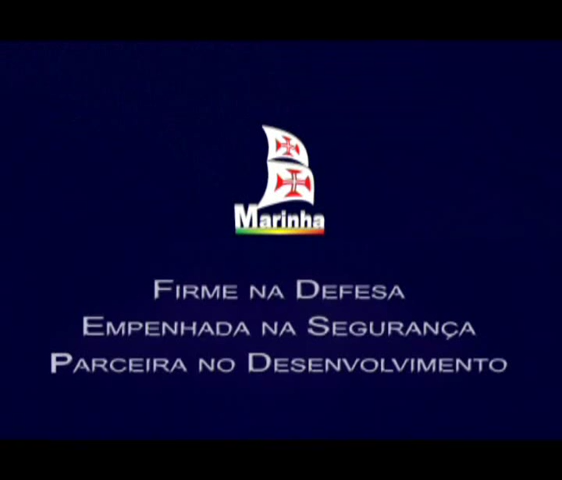 Marinha
Firme na Defesa
Empenhada na Segurança
Parceira no Desenvolvimento